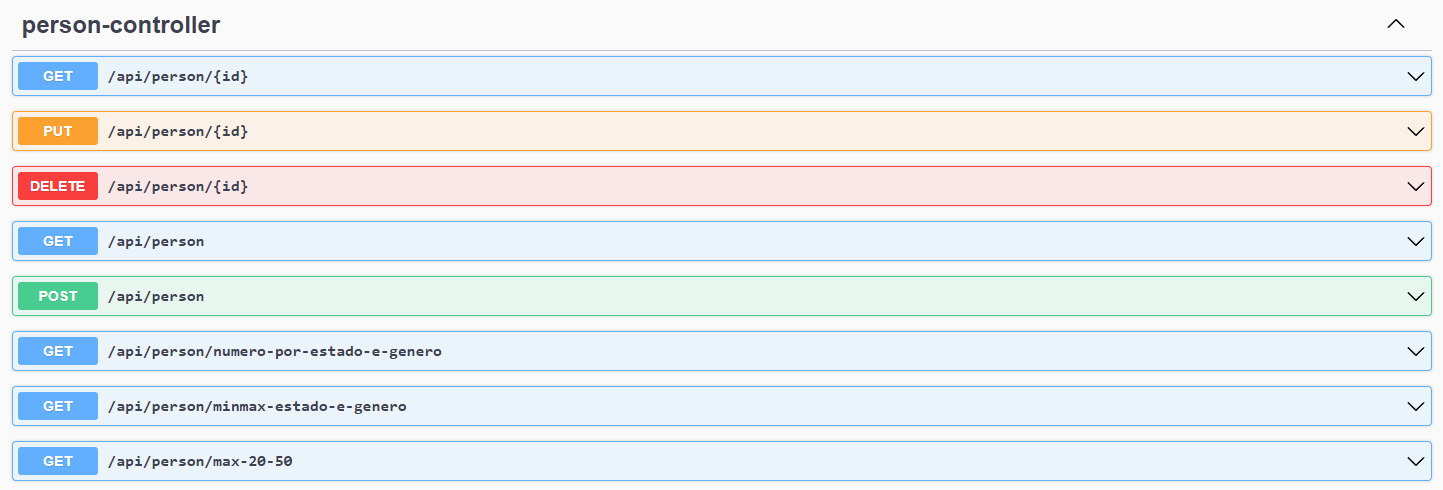 person-controller
GET /api/person/{id}
PUT /api/person/{id}
DELETE /api/person/{id}
GET /api/person
POST /api/person
GET /api/person/numero-por-estado-e-genero
GET /api/person/minmax-estado-e-genero
GET /api/person/max-20-50